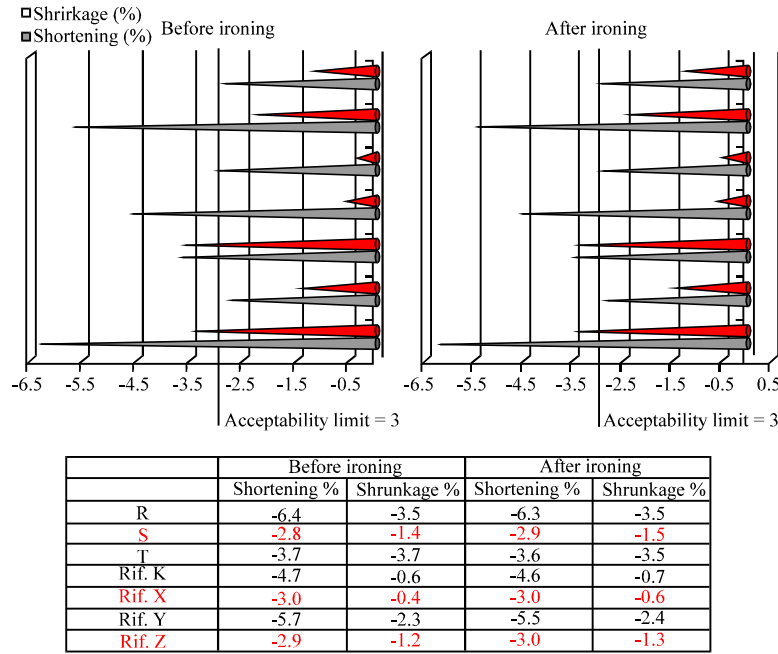 Shrirkage (%)
Shortening (%)
Before ironing
After ironing
-6.5 -5.5 -4.5 -3.5 -2.5 -1.5 -0.5
-6.5 -5.5 -4.5 -3.5 -2.5 -1.5 -0.5 0.5
Acceptability limit = 3
Acceptability limit = 3
Before ironing After ironing
Shortening % Shrunkage % Shortening % Shrunkage %
R -6.4 -3.5 -6.3 -3.5
S -2.8 -1.4 -2.9 -1.5
T -3.7 -3.7 -3.6 -3.5
Rif. K -4.7 -0.6 -4.6 -0.7
Rif. X -3.0 -0.4 -3.0 -0.6
Rif. Y -5.7 -2.3 -5.5 -2.4
Rif. Z -2.9 -1.2 -3.0 -1.3